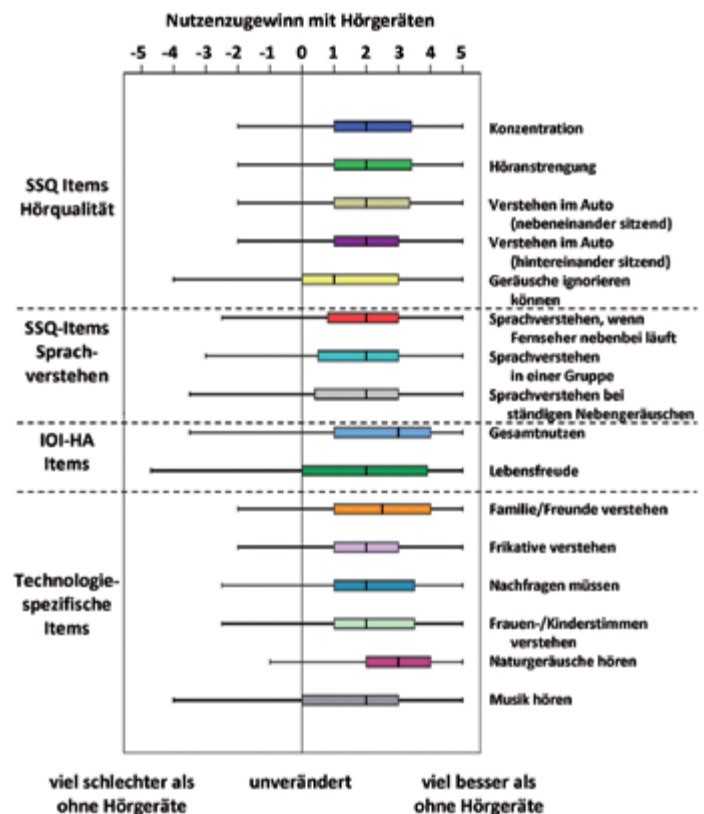 Nutzenzugewinn mit Hörgeräten
-5 -4 -3 -2 -1 0 1 2 3 4 5
SSQ Items
Hörqualität
Konzentration
Höranstrengung
Verstehen im Auto
(nebeneinander sitzend)
Verstehen im Auto
(hintereinander sitzend)
Geräusche ignorieren
können
SSQ-Items
Sprach-
verstehen
Sprachverstehen, wenn
Fernseher nebenbei läuft
Sprachverstehen
in einer Gruppe
Sprachverstehen bei
ständigen Nebengeräuschen
IOI-HA
Items
Gesamtnutzen
Lebensfreude
Technologie-
spezifische
Items
Familie/Freunde verstehen
Frikative verstehen
Nachfragen müssen
Frauen-/Kinderstimmen
verstehen
Naturgeräusche hören
Musik hören
viel schlechter als
ohne Hörgeräte
unverändert
viel besser als
ohne Hörgeräte